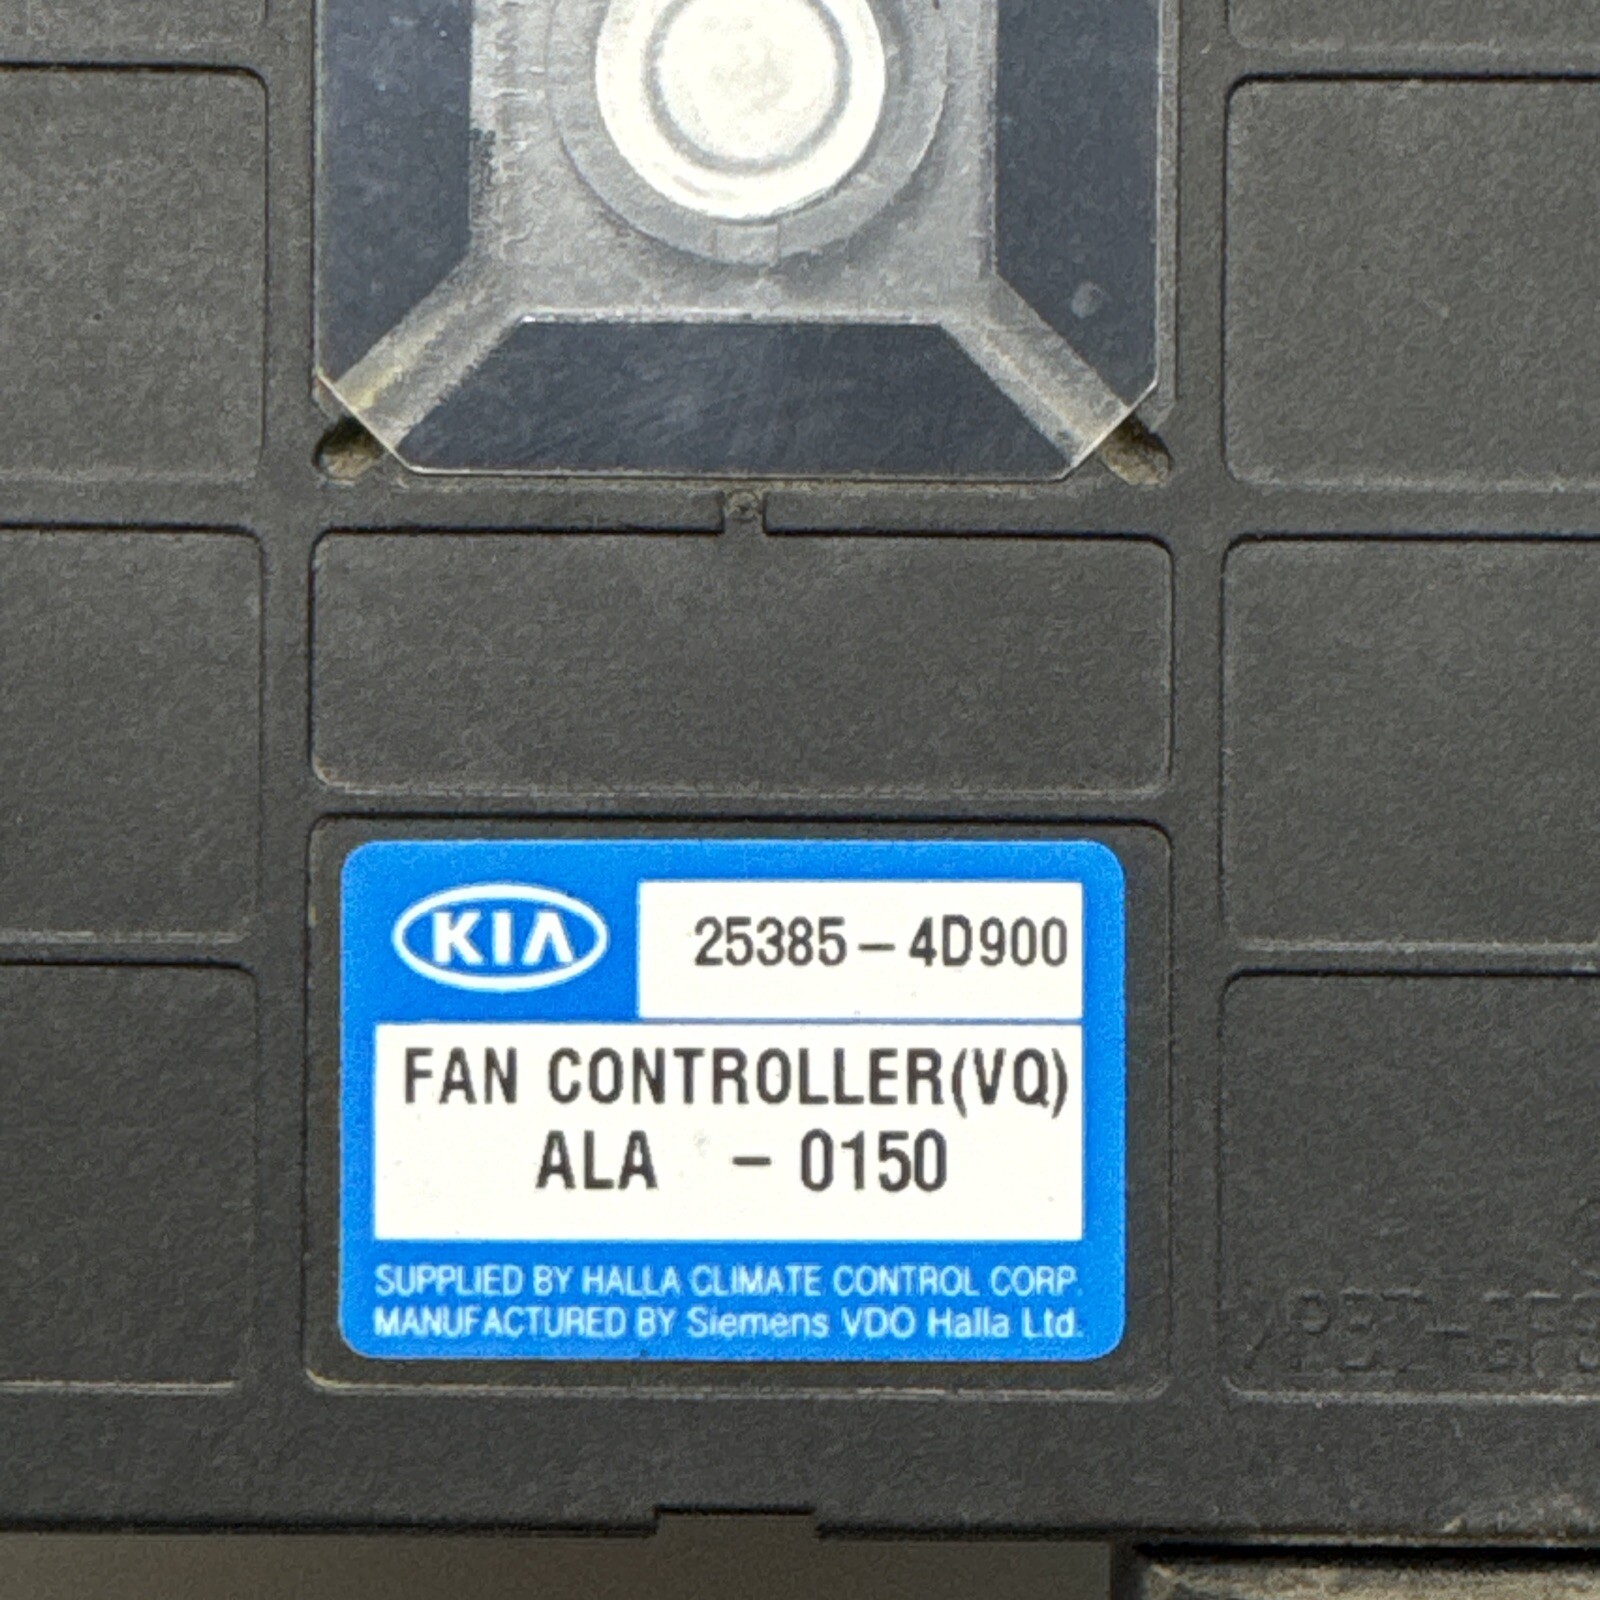 KIA
25385-4D900
FAN CONTROLLER(VQ)
ALA - 0150
SUPPLIED BY HALLA CLIMATE CONTROL CORP.
MANUFACTURED BY Siemens VDO Halla Ltd.